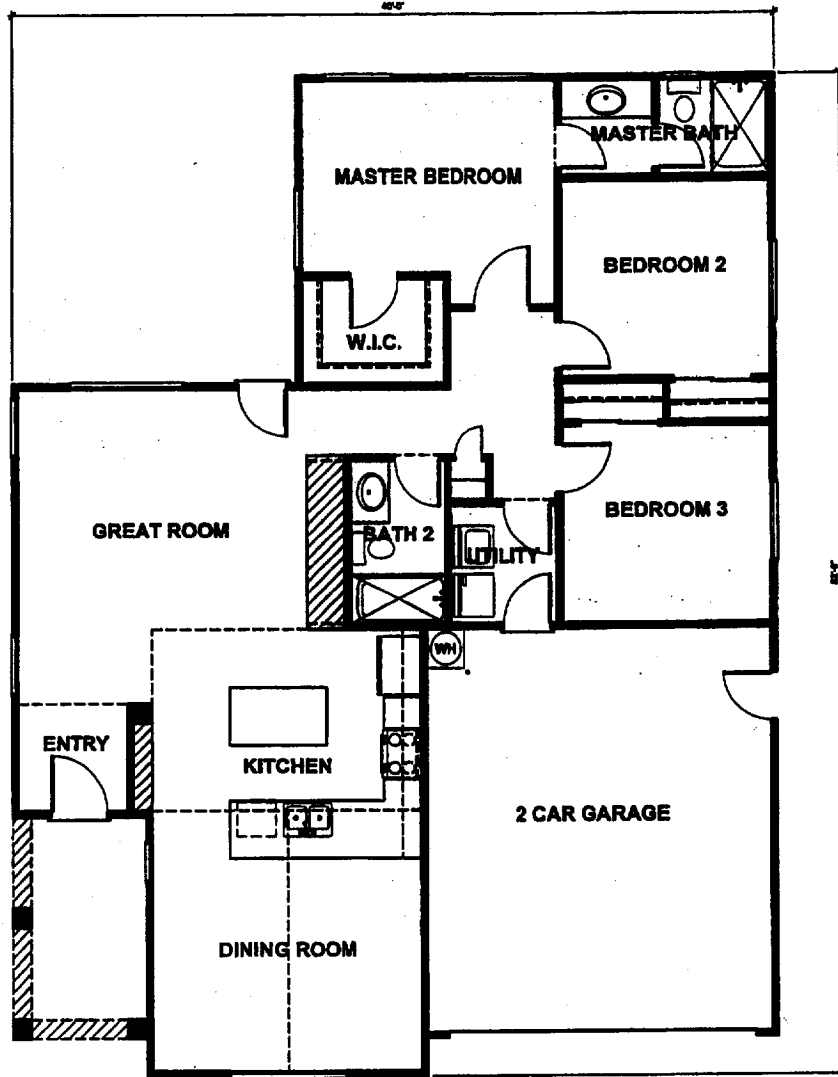 MASTER BATH
MASTER BEDROOM
BEDROOM 2
W.I.C.
GREAT ROOM
BATH 2
UTILITY
BEDROOM 3
WH
ENTRY
KITCHEN
2 CAR GARAGE
DINING ROOM